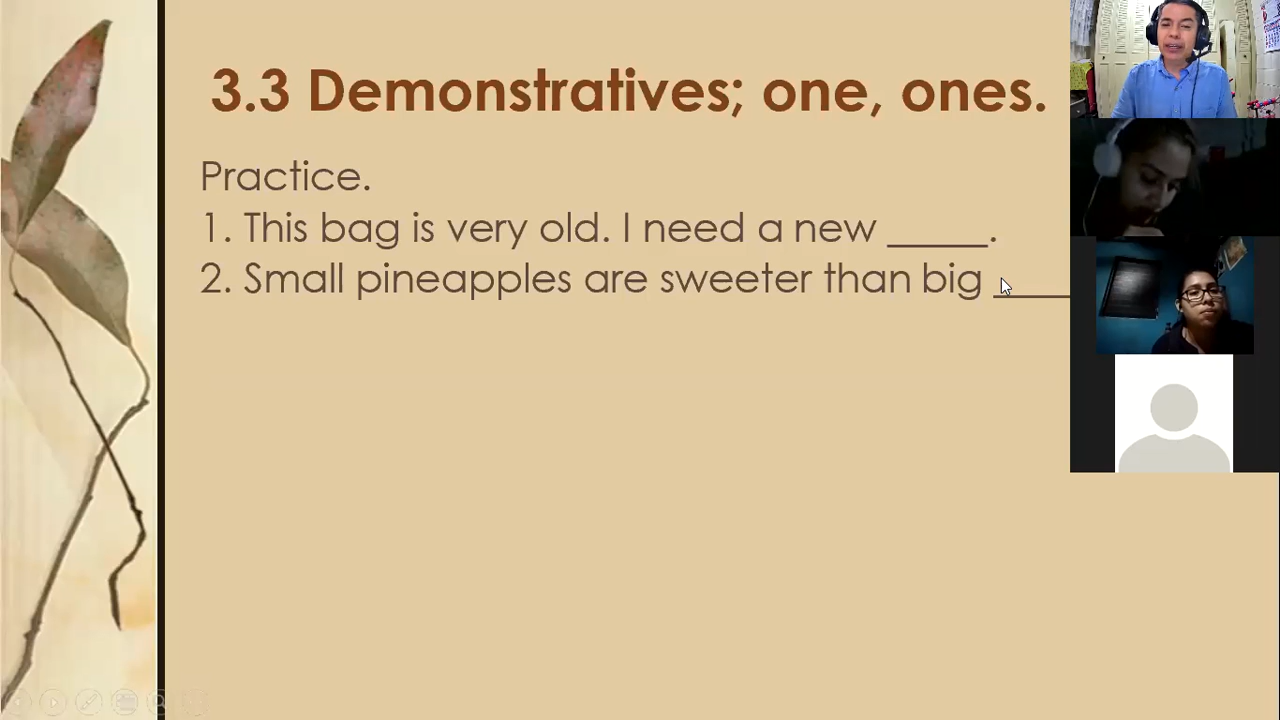 3.3 Demonstratives; one, ones.
Practice.
1. This bag is very old. I need a new _____.
2. Small pineapples are sweeter than big ____